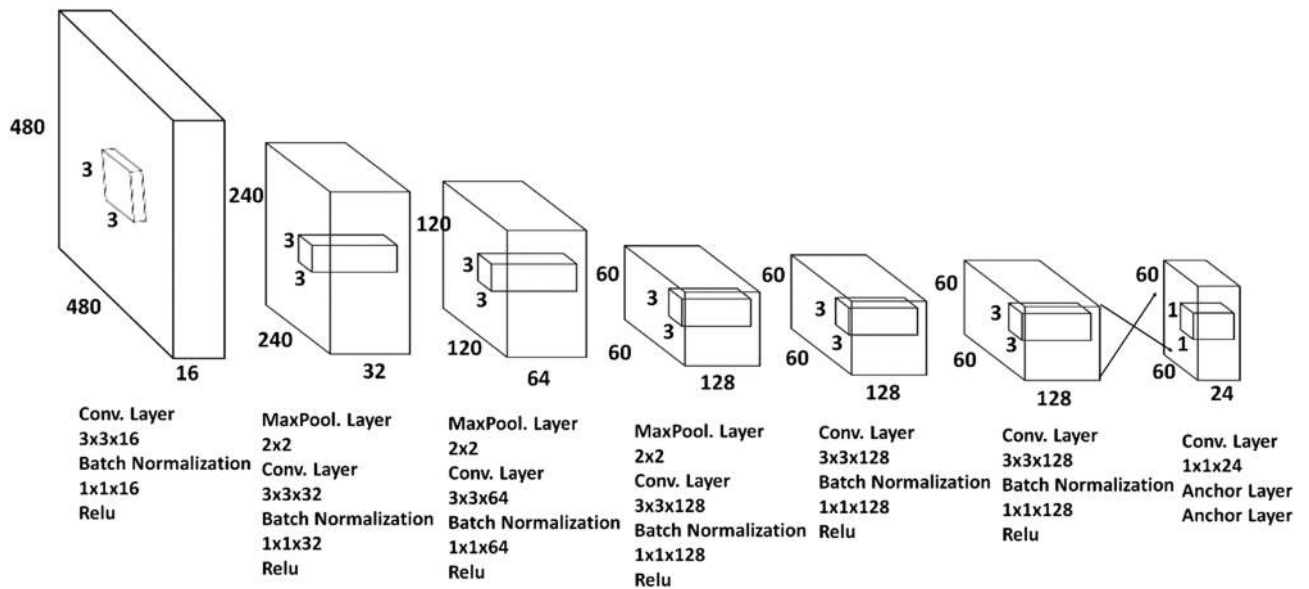 480
3
3
480
16
240
3
3
240
32
120
3
3
120
64
60
3
3
60
128
60
3
3
60
128
60
3
3
60
128
60
1
1
60
24
Conv. Layer
3x3x16
Batch Normalization
1x1x16
Relu
MaxPool. Layer
2x2
Conv. Layer
3x3x32
Batch Normalization
1x1x32
Relu
MaxPool. Layer
2x2
Conv. Layer
3x3x64
Batch Normalization
1x1x64
Relu
MaxPool. Layer
2x2
Conv. Layer
3x3x128
Batch Normalization
1x1x128
Relu
Conv. Layer
3x3x128
Batch Normalization
1x1x128
Relu
Conv. Layer
3x3x128
Batch Normalization
1x1x128
Relu
Conv. Layer
1x1x24
Anchor Layer
Anchor Layer